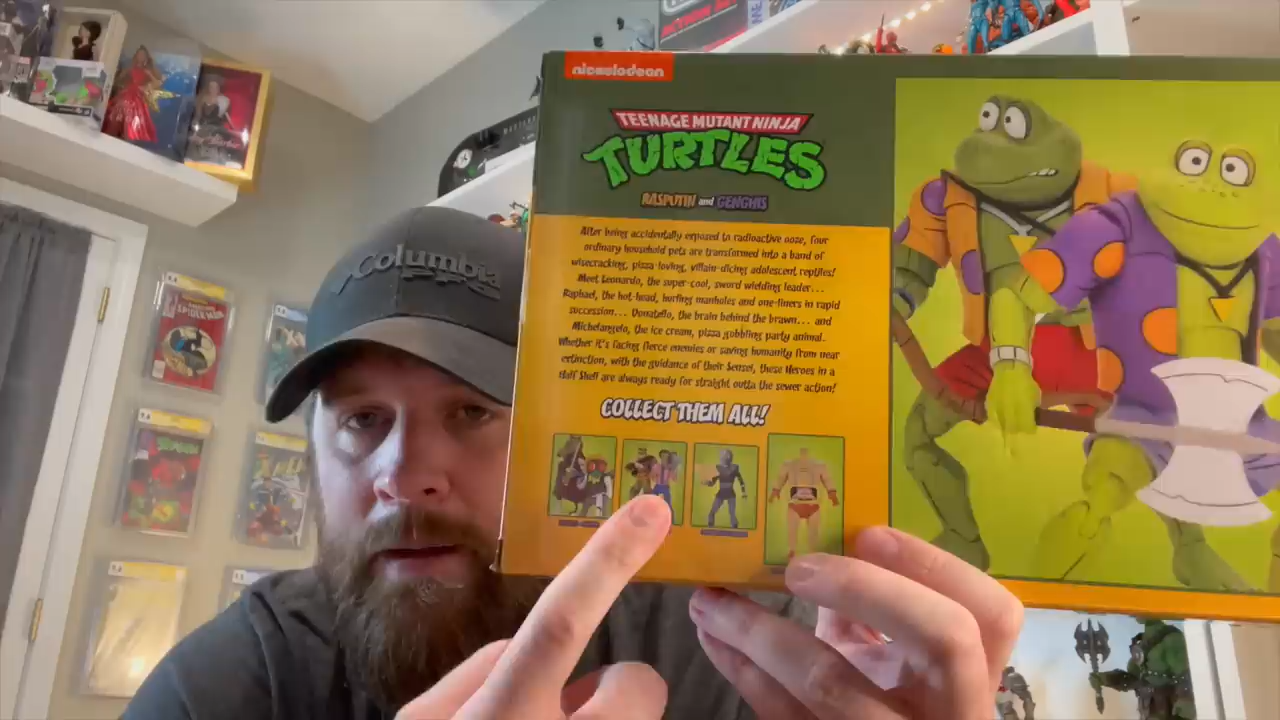 nickelodeon
TEENAGE MUTANT NINJA
TURTLES
RASPUTIN and GENGHIS
After being accidentally exposed to radioactive ooze, four
ordinary household pets are transformed into a band of
wisecracking, pizza-loving, villain-dicing adolescent reptiles!
Meet Leonardo, the super-cool, sword wielding leader...
Raphael, the hot-head, hurling manholes and one-liners in rapid
succession... Donatello, the brain behind the brawn... and
Michelangelo, the ice cream, pizza gobbling party animal.
Whether it's facing fierce enemies or saving humanity from near
extinction, with the guidance of their Sensei, these Heroes in a
Half Shell are always ready for straight outta the sewer action!
COLLECT THEM ALL!
Columbia